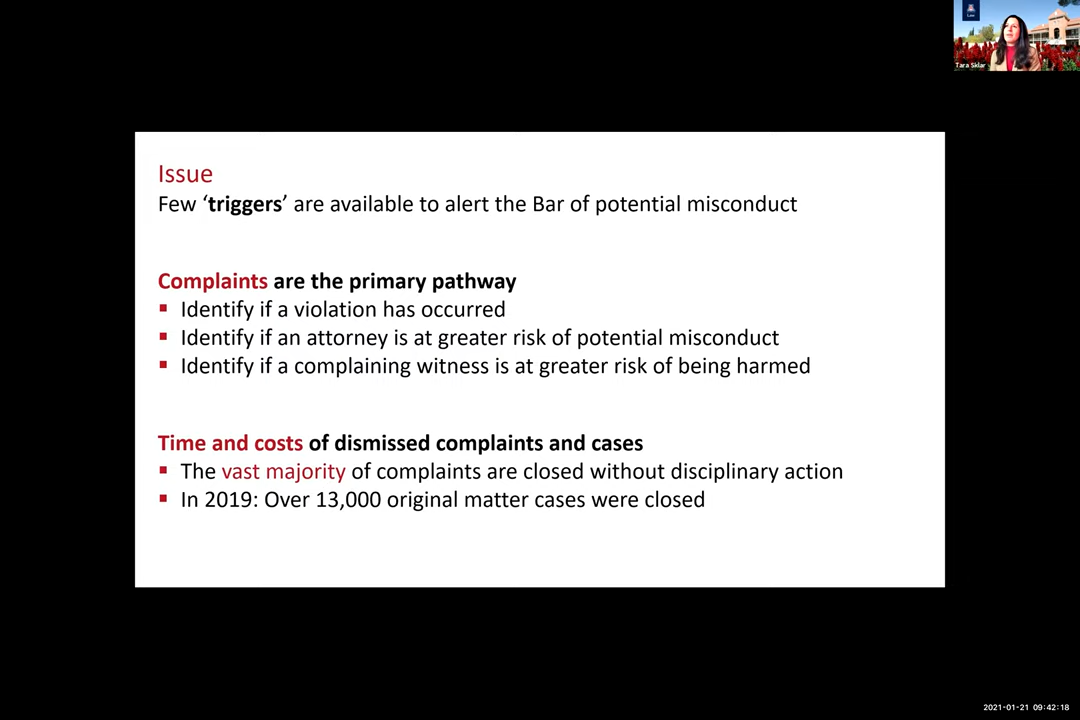 Law
Tara Sklar
Issue
Few ‘triggers’ are available to alert the Bar of potential misconduct
Complaints are the primary pathway
▪ Identify if a violation has occurred
▪ Identify if an attorney is at greater risk of potential misconduct
▪ Identify if a complaining witness is at greater risk of being harmed
Time and costs of dismissed complaints and cases
▪ The vast majority of complaints are closed without disciplinary action
▪ In 2019: Over 13,000 original matter cases were closed
2021-01-21 09:42:18